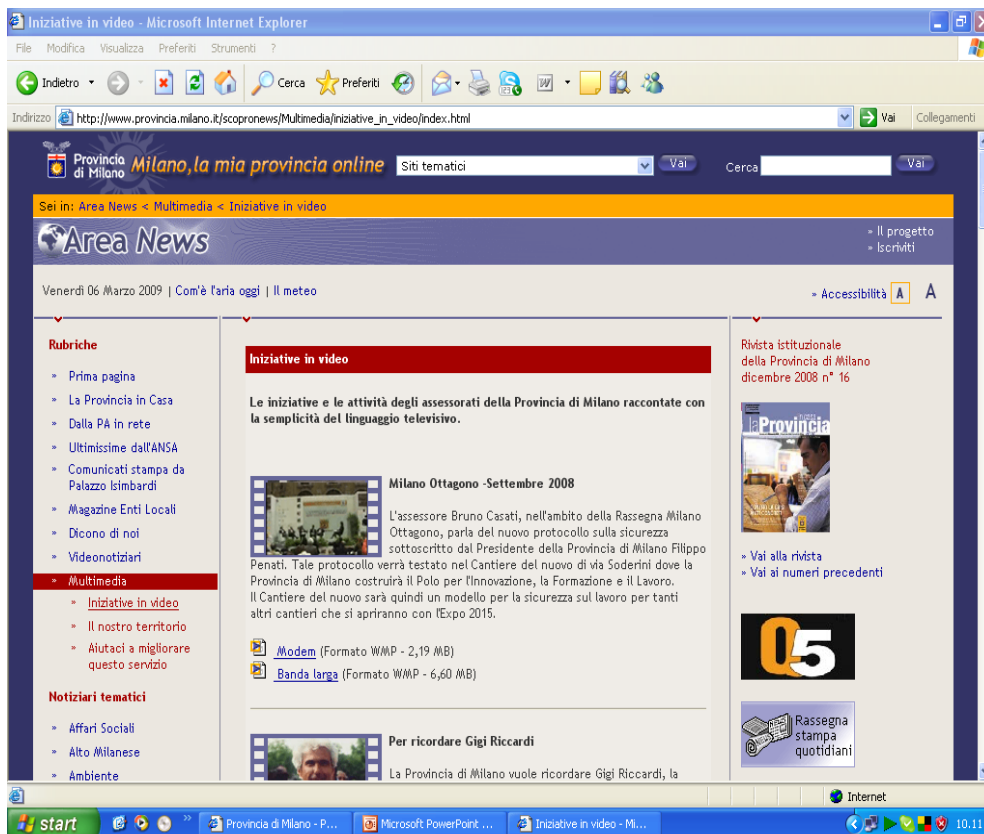 Iniziative in video - Microsoft Internet Explorer
File Modifica Visualizza Preferiti Strumenti ?
Indietro Cerca Preferiti
Indirizzo http://www.provincia.milano.it/scopronews/Multimedia/iniziative_in_video/index.html Vai Collegamenti
Provincia di Milano Milano, la mia provincia online Siti tematici Vai Cerca Vai
Sei in: Area News < Multimedia < Iniziative in video
Area News
» Il progetto
» Iscriviti
Venerdì 06 Marzo 2009 | Com'è l'aria oggi | Il meteo
» Accessibilità A A
Rubriche
» Prima pagina
» La Provincia in Casa
» Dalla PA in rete
» Ultimissime dall'ANSA
» Comunicati stampa da
Palazzo Isimbardi
» Magazine Enti Locali
» Dicono di noi
» Videonotiziari
» Multimedia
» Iniziative in video
» Il nostro territorio
» Aiutaci a migliorare
questo servizio
Notiziari tematici
» Affari Sociali
» Alto Milanese
» Ambiente
Iniziative in video
Le iniziative e le attività degli assessorati della Provincia di Milano raccontate con
la semplicità del linguaggio televisivo.
Milano Ottagono -Settembre 2008
L'assessore Bruno Casati, nell'ambito della Rassegna Milano
Ottagono, parla del nuovo protocollo sulla sicurezza
sottoscritto dal Presidente della Provincia di Milano Filippo
Penati. Tale protocollo verrà testato nel Cantiere del nuovo di via Soderini dove la
Provincia di Milano costruirà il Polo per l'Innovazione, la Formazione e il Lavoro.
Il Cantiere del nuovo sarà quindi un modello per la sicurezza sul lavoro per tanti
altri cantieri che si apriranno con l'Expo 2015.
Modem (Formato WMP - 2,19 MB)
Banda larga (Formato WMP - 6,60 MB)
Per ricordare Gigi Riccardi
La Provincia di Milano vuole ricordare Gigi Riccardi, la
Rivista istituzionale
della Provincia di Milano
dicembre 2008 n° 16
la Provincia
» Vai alla rivista
» Vai ai numeri precedenti
05
Rassegna
stampa
quotidiani
Internet
start Provincia di Milano - P... Microsoft PowerPoint ... Iniziative in video - Mi... 10.11